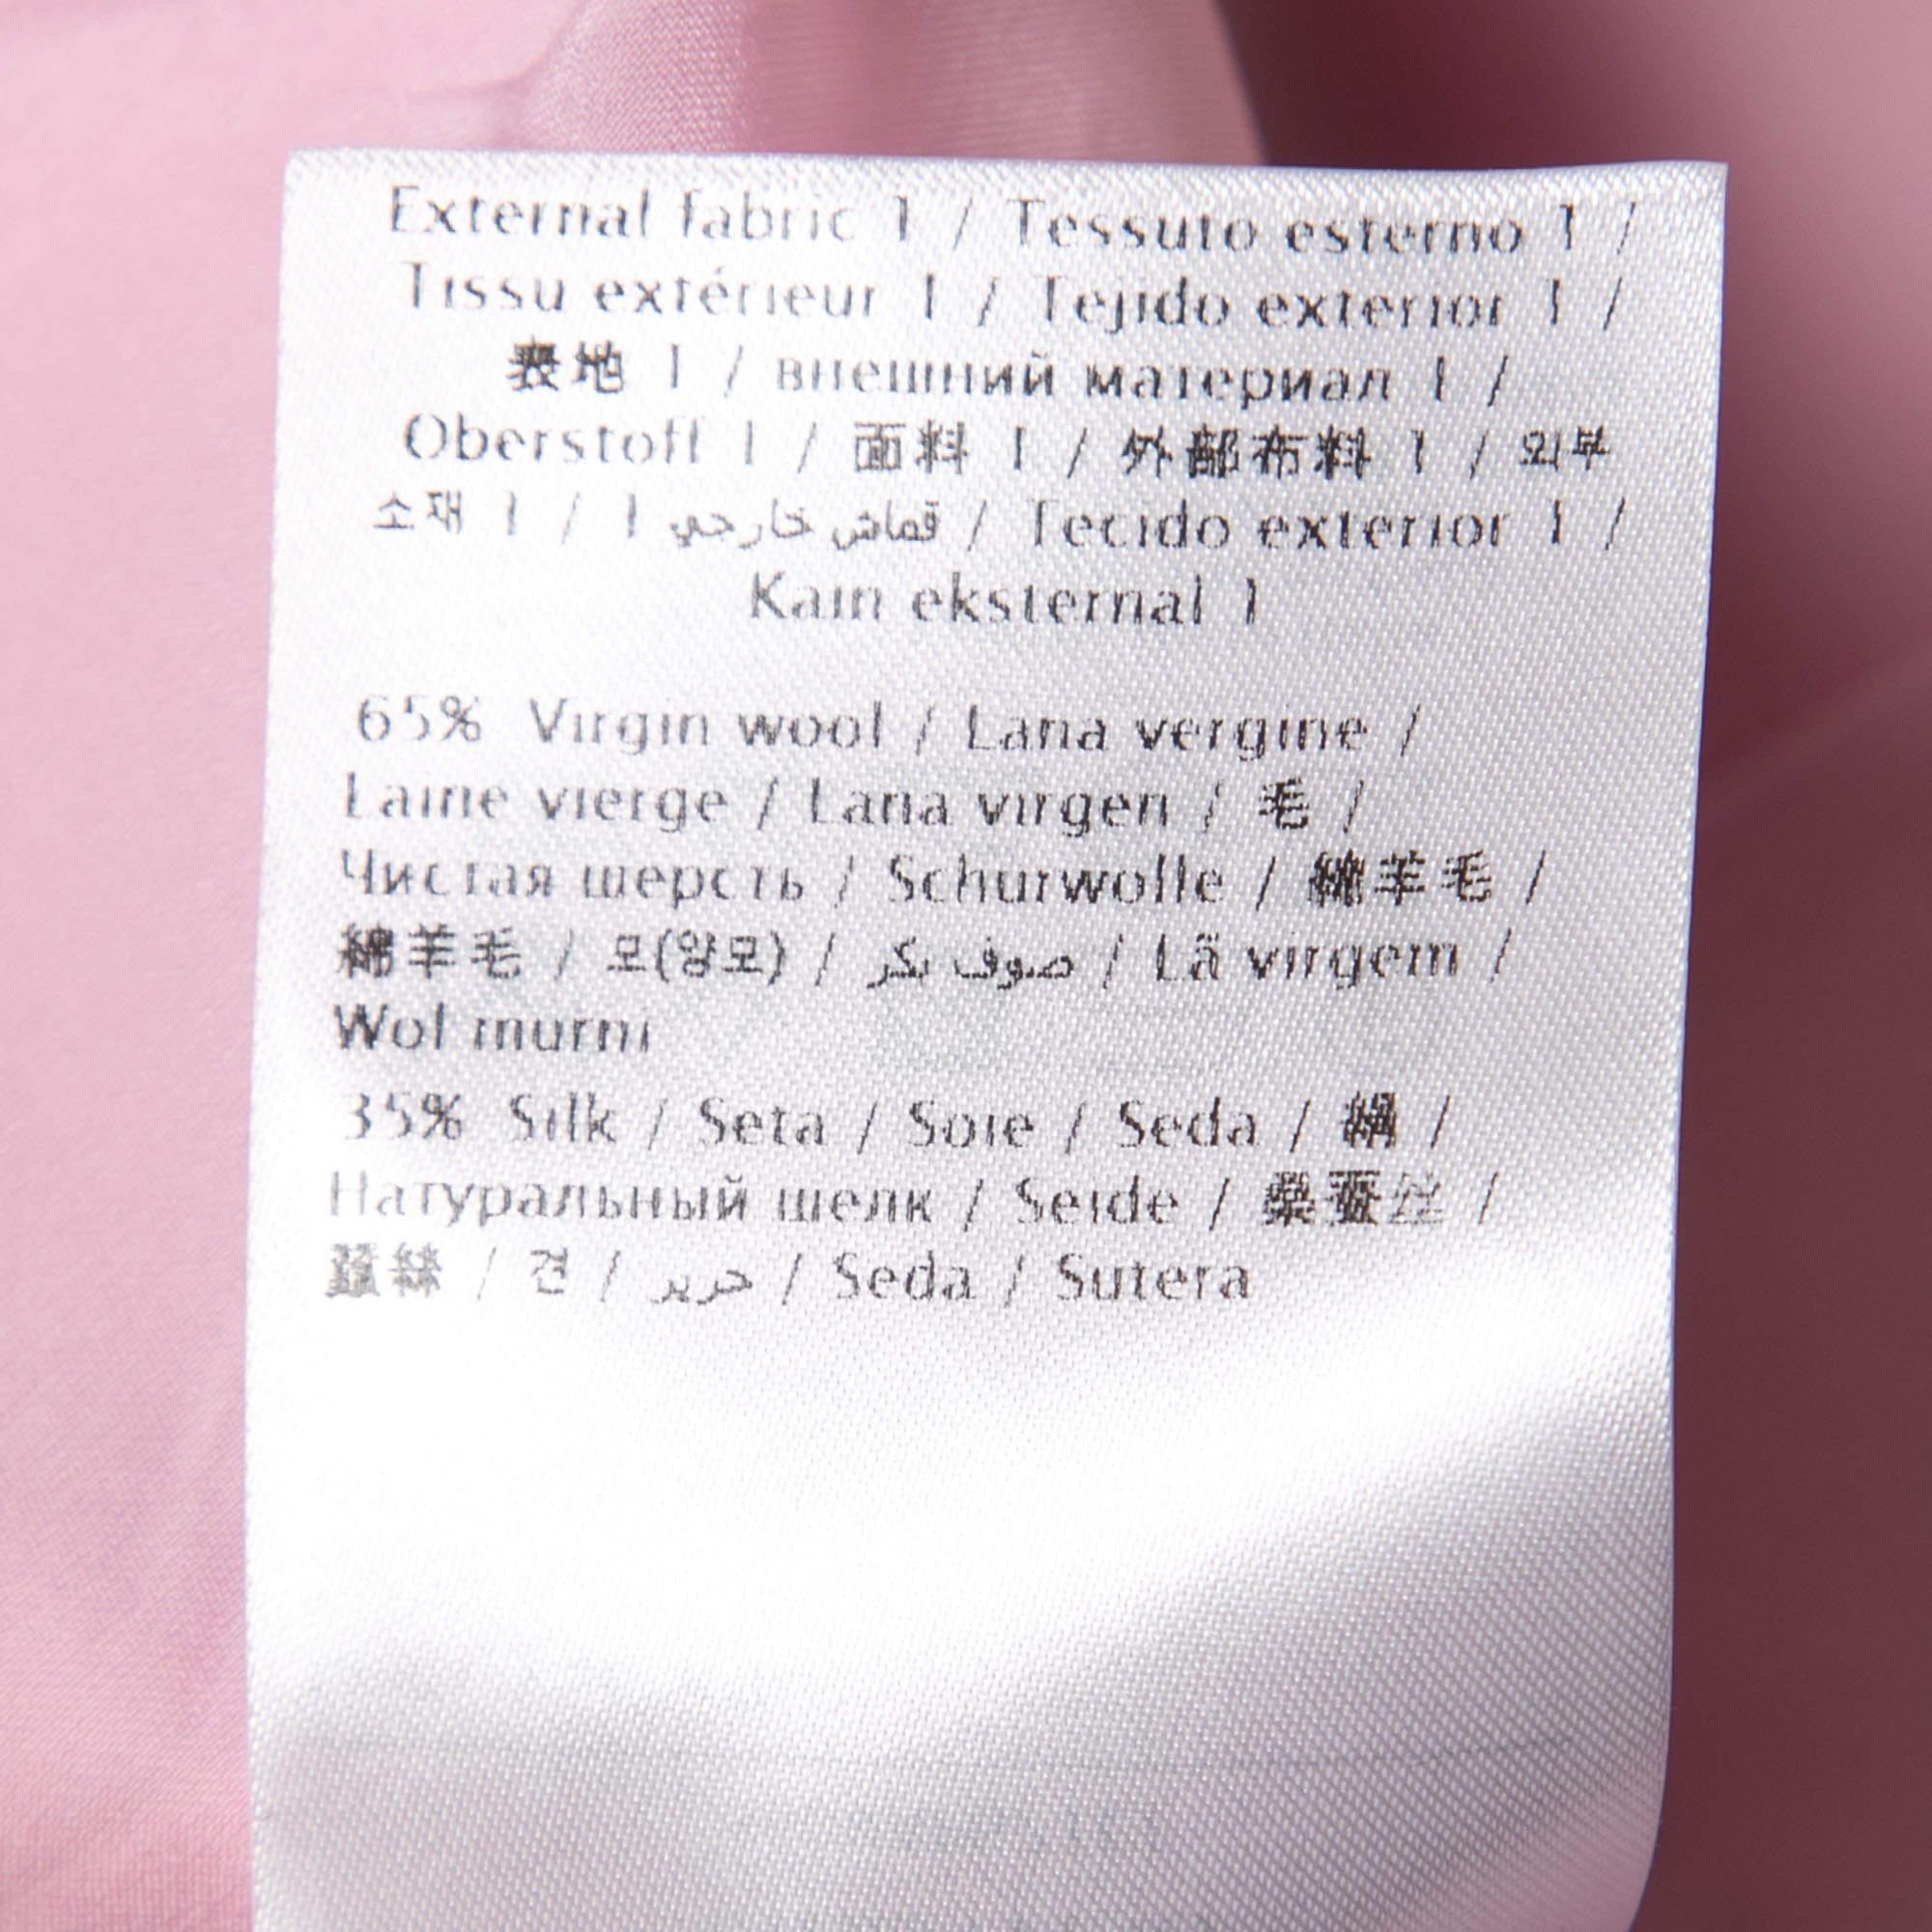 External fabric 1 / Tessuto esterno 1 /
Tissu extérieur 1 / Tejido exterior 1 /
表地 1 / внешний материал 1 /
Oberstoff 1 / 面料 1 / 外部布料 1 / 외부
소재 1 / 1 قماش خارجي / Tecido exterior 1 /
Kain eksternal 1
65% Virgin wool / Lana vergine /
Laine vierge / Lana virgen / 毛 /
Чистая шерсть / Schurwolle / 綿羊毛 /
綿羊毛 / 모(양모) / صوف بكر / Lã virgem /
Wol murni
35% Silk / Seta / Soie / Seda / 絹 /
Натуральный шелк / Seide / 桑蚕丝 /
蠶絲 / 견 / حرير / Seda / Sutera